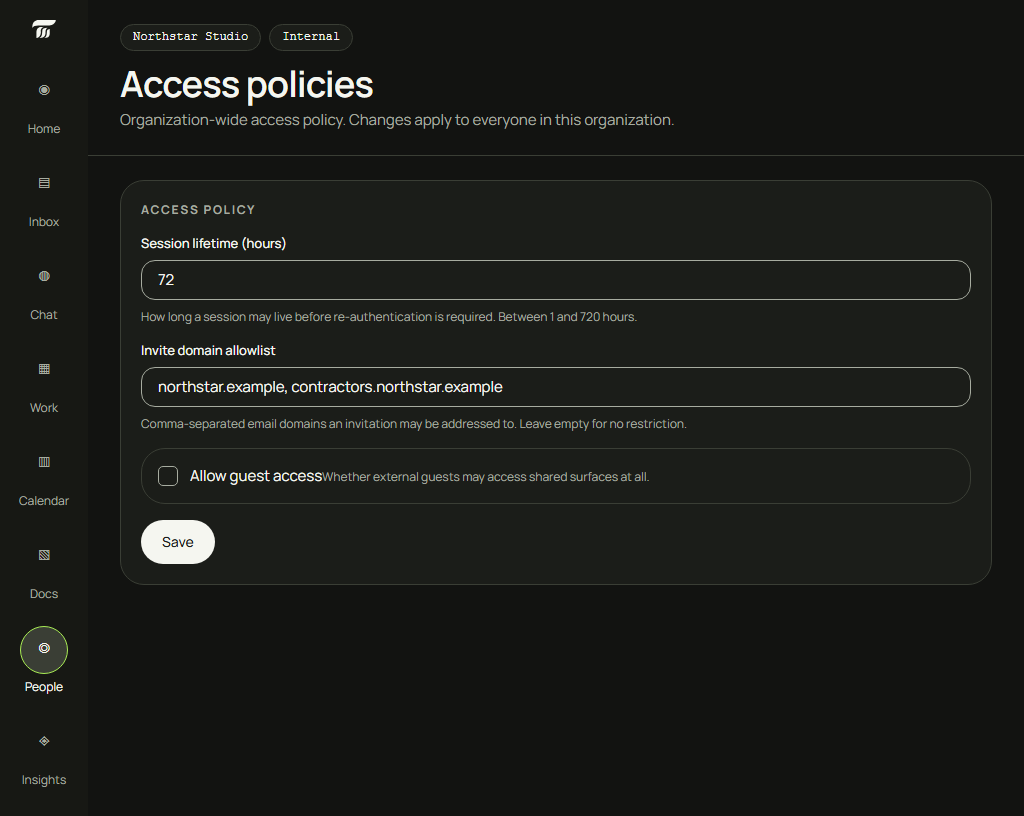 Northstar Studio
Internal
Access policies
Organization-wide access policy. Changes apply to everyone in this organization.
Home
Inbox
Chat
Work
Calendar
Docs
People
Insights
ACCESS POLICY
Session lifetime (hours)
72
How long a session may live before re-authentication is required. Between 1 and 720 hours.
Invite domain allowlist
northstar.example, contractors.northstar.example
Comma-separated email domains an invitation may be addressed to. Leave empty for no restriction.
Allow guest accessWhether external guests may access shared surfaces at all.
Save